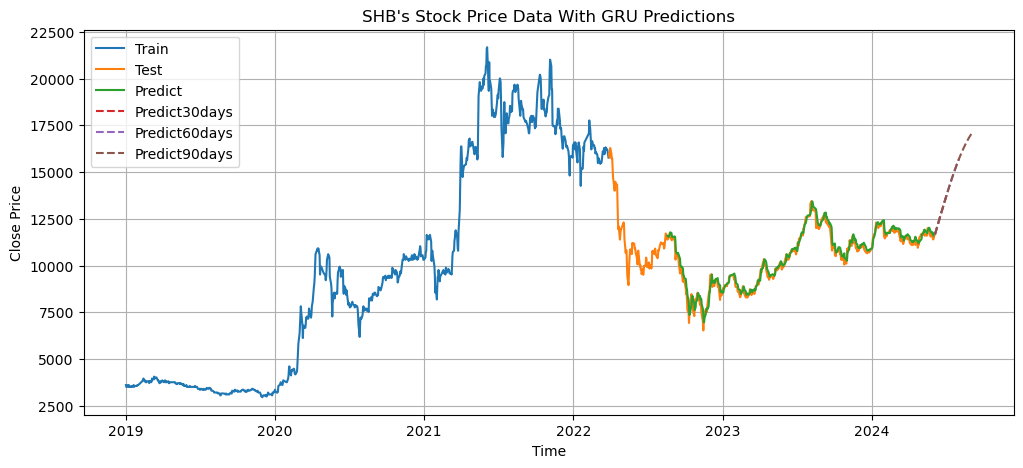 SHB's Stock Price Data With GRU Predictions
22500
20000
17500
15000
12500
10000
7500
5000
2500
Close Price
Train
Test
Predict
Predict30days
Predict60days
Predict90days
2019 2020 2021 2022 2023 2024
Time